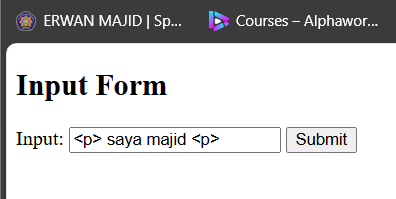 ERWAN MAJID | Sp... Courses – Alphawor...
Input Form
Input: <p> saya majid <p> Submit